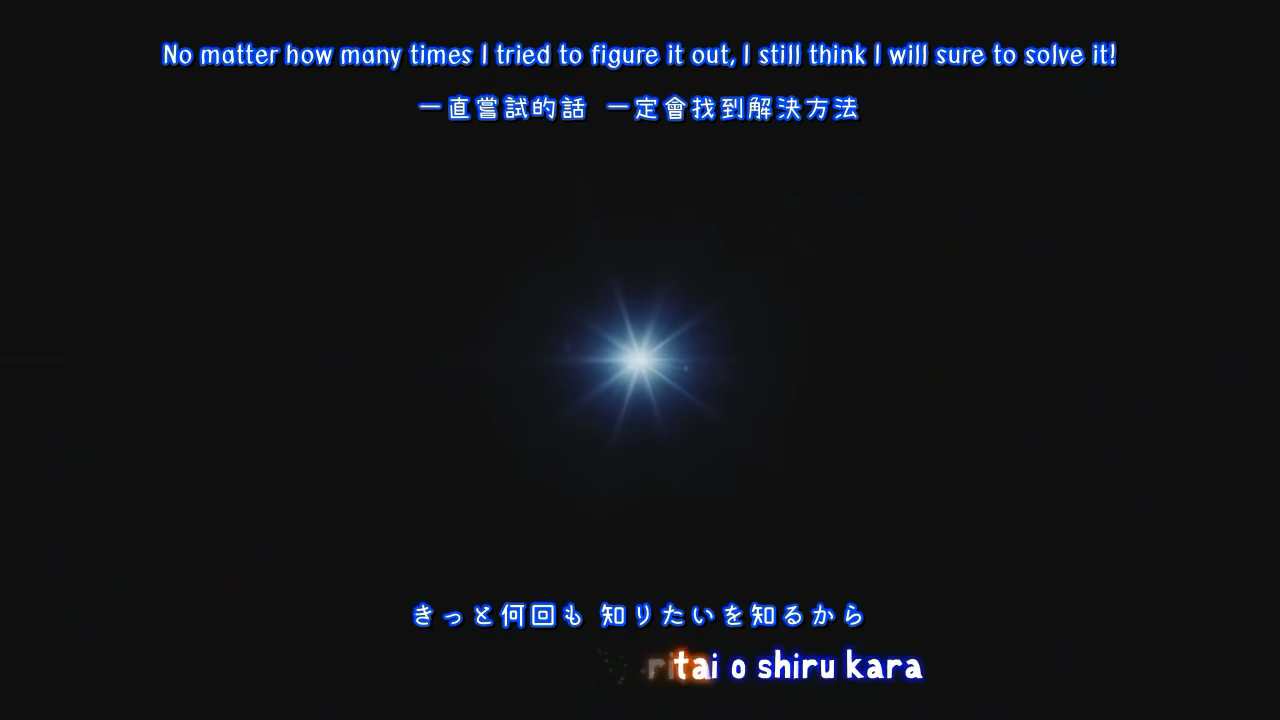 No matter how many times I tried to figure it out, I still think I will sure to solve it!
一直嘗試的話 一定會找到解決方法
きっと何回も 知りたいを知るから
ritai o shiru kara